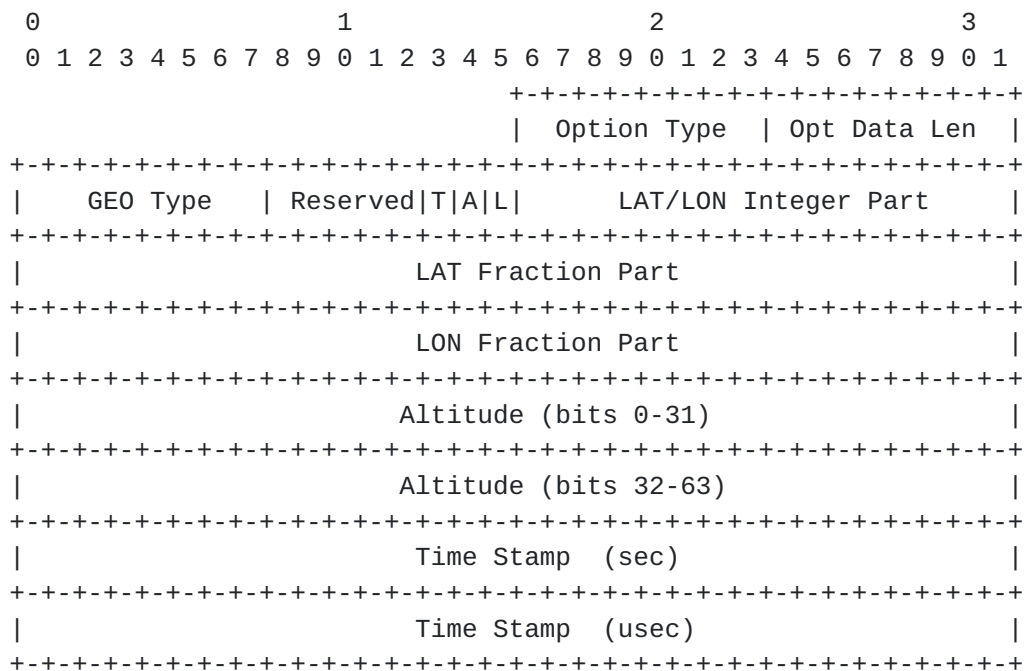 0                   1                   2                   3
 0 1 2 3 4 5 6 7 8 9 0 1 2 3 4 5 6 7 8 9 0 1 2 3 4 5 6 7 8 9 0 1
                                +-+-+-+-+-+-+-+-+-+-+-+-+-+-+-+-+
                                |  Option Type  | Opt Data Len  |
+-+-+-+-+-+-+-+-+-+-+-+-+-+-+-+-+-+-+-+-+-+-+-+-+-+-+-+-+-+-+-+-+
|    GEO Type   | Reserved|T|A|L|      LAT/LON Integer Part     |
+-+-+-+-+-+-+-+-+-+-+-+-+-+-+-+-+-+-+-+-+-+-+-+-+-+-+-+-+-+-+-+-+
|                         LAT Fraction Part                     |
+-+-+-+-+-+-+-+-+-+-+-+-+-+-+-+-+-+-+-+-+-+-+-+-+-+-+-+-+-+-+-+-+
|                         LON Fraction Part                     |
+-+-+-+-+-+-+-+-+-+-+-+-+-+-+-+-+-+-+-+-+-+-+-+-+-+-+-+-+-+-+-+-+
|                        Altitude (bits 0-31)                   |
+-+-+-+-+-+-+-+-+-+-+-+-+-+-+-+-+-+-+-+-+-+-+-+-+-+-+-+-+-+-+-+-+
|                        Altitude (bits 32-63)                  |
+-+-+-+-+-+-+-+-+-+-+-+-+-+-+-+-+-+-+-+-+-+-+-+-+-+-+-+-+-+-+-+-+
|                         Time Stamp  (sec)                     |
+-+-+-+-+-+-+-+-+-+-+-+-+-+-+-+-+-+-+-+-+-+-+-+-+-+-+-+-+-+-+-+-+
|                         Time Stamp  (usec)                    |
+-+-+-+-+-+-+-+-+-+-+-+-+-+-+-+-+-+-+-+-+-+-+-+-+-+-+-+-+-+-+-+-+